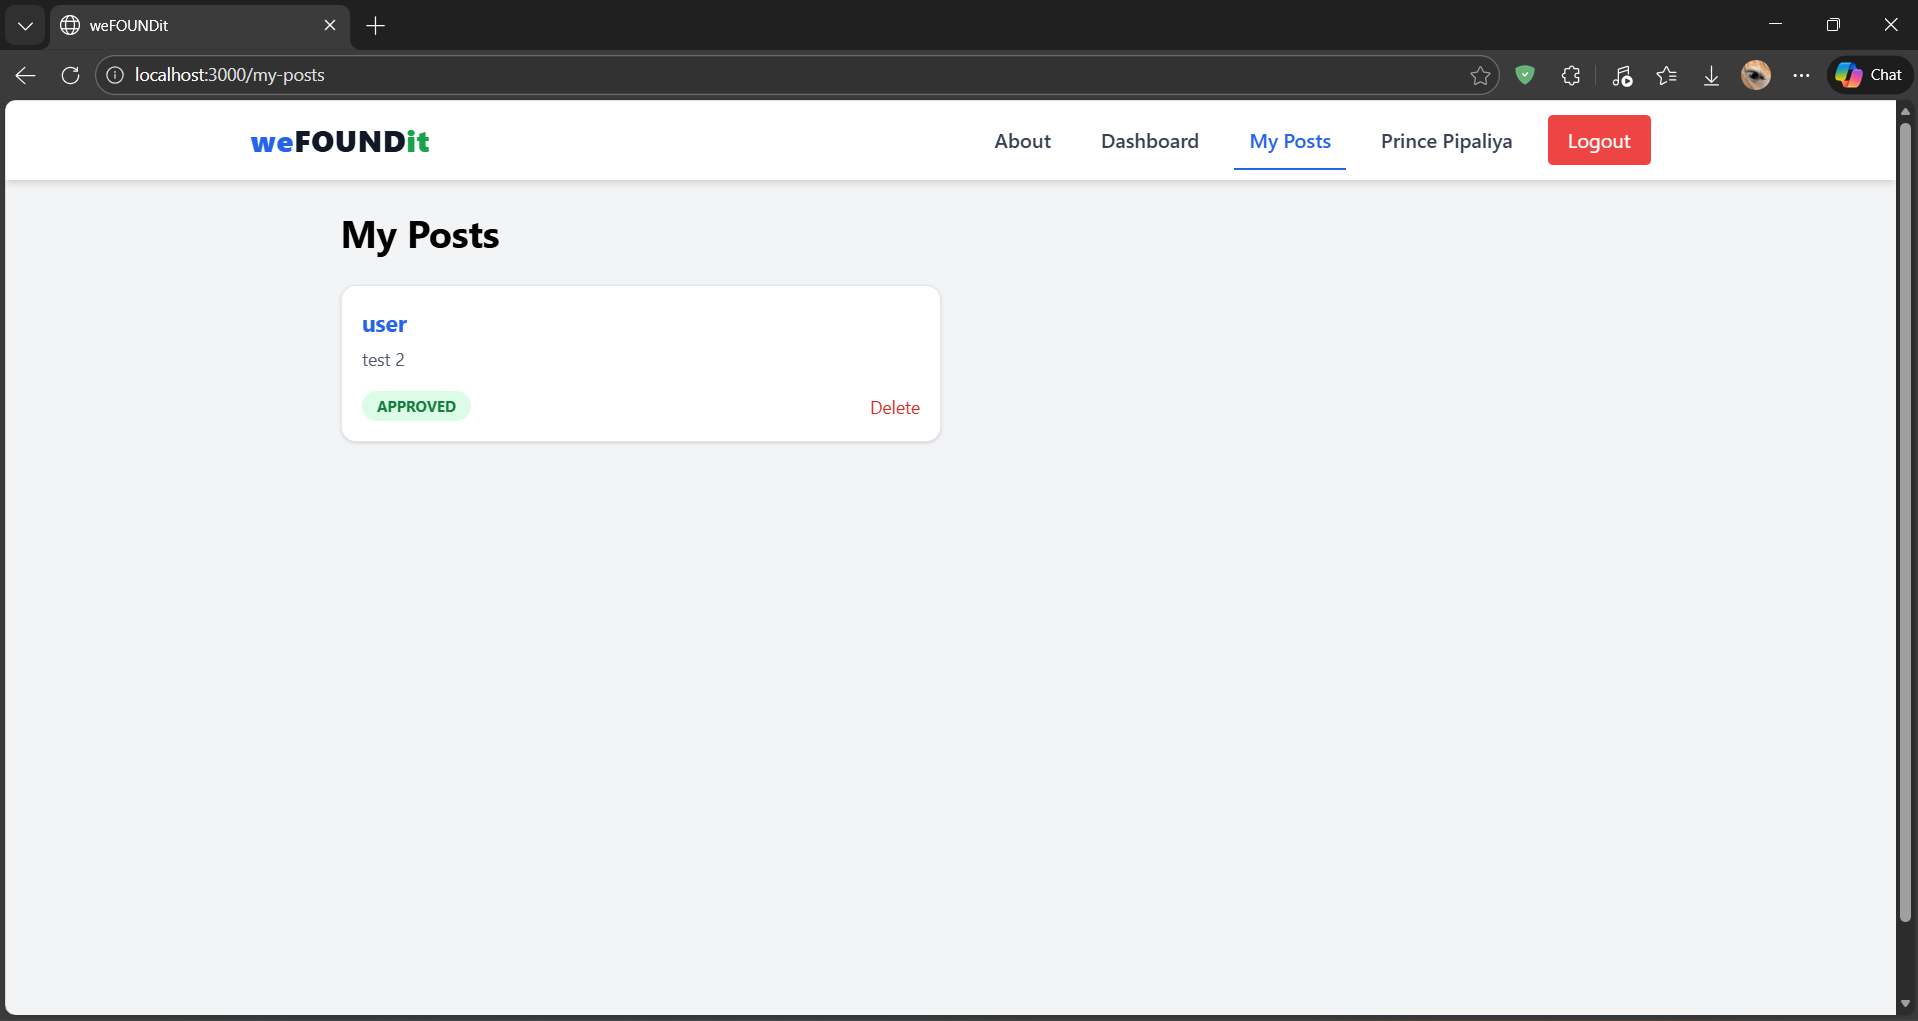 weFOUNDit
localhost:3000/my-posts
Chat
weFOUNDit
About
Dashboard
My Posts
Prince Pipaliya
Logout
My Posts
user
test 2
APPROVED
Delete